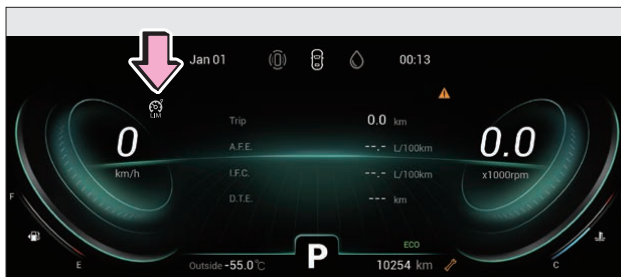 Jan 01 00:13
LIM
Trip 0.0 km
0 km/h
A.F.E. --.- L/100km
0.0 x1000rpm
I.F.C. --.- L/100km
D.T.E. --- km
F
E
C
ECO
Outside -55.0°C P 10254 km